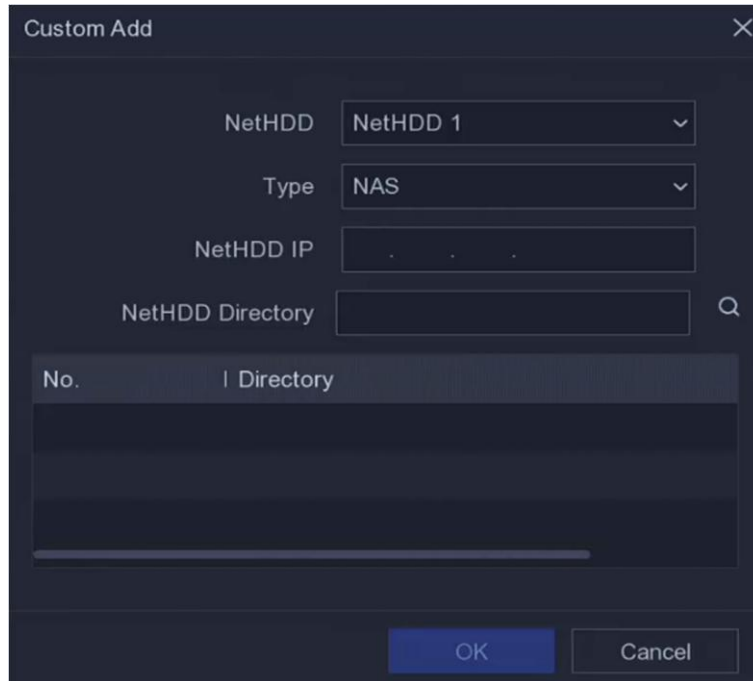 Custom Add
NetHDD NetHDD 1
Type NAS
NetHDD IP . . .
NetHDD Directory
No. Directory
OK Cancel